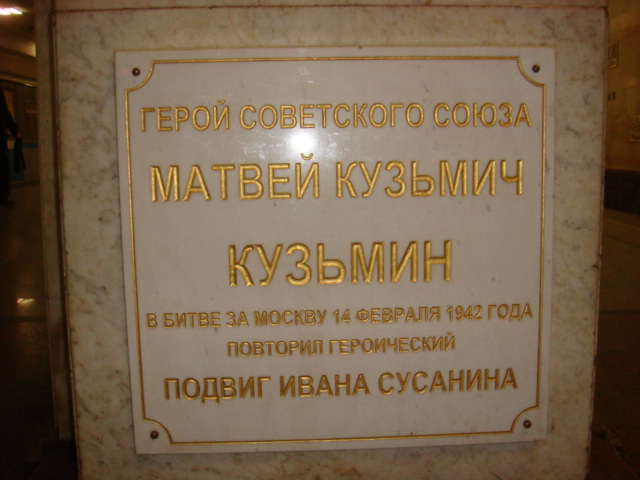 ГЕРОЙ СОВЕТСКОГО СОЮЗА
МАТВЕЙ КУЗЬМИЧ
КУЗЬМИН
В БИТВЕ ЗА МОСКВУ 14 ФЕВРАЛЯ 1942 ГОДА
ПОВТОРИЛ ГЕРОИЧЕСКИЙ
ПОДВИГ ИВАНА СУСАНИНА